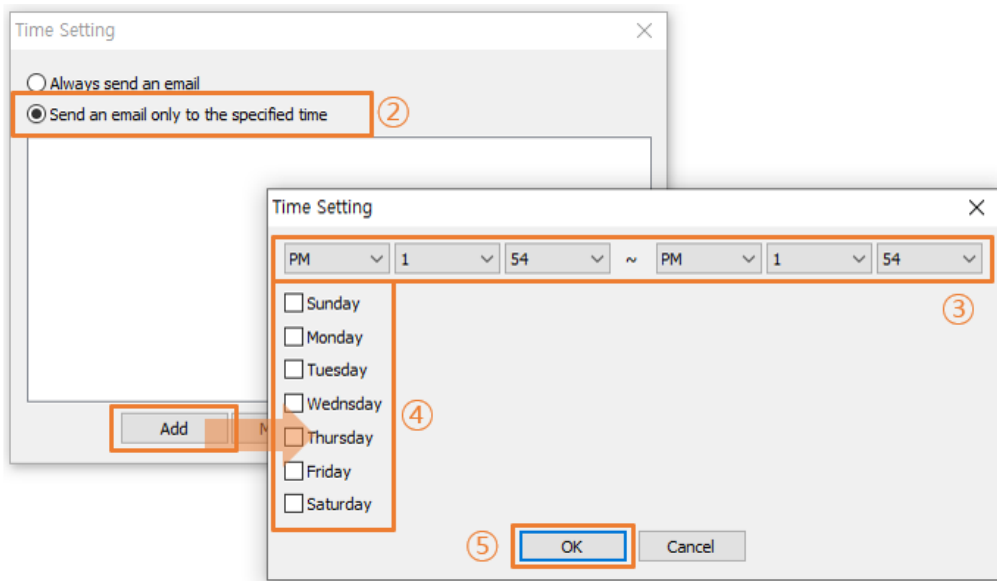 Time Setting
Always send an email
Send an email only to the specified time
②
Time Setting
PM 1 54 ~ PM 1 54
③
Sunday
Monday
Tuesday
Wednsday
④
Thursday
Friday
Saturday
Add
M
⑤ OK Cancel